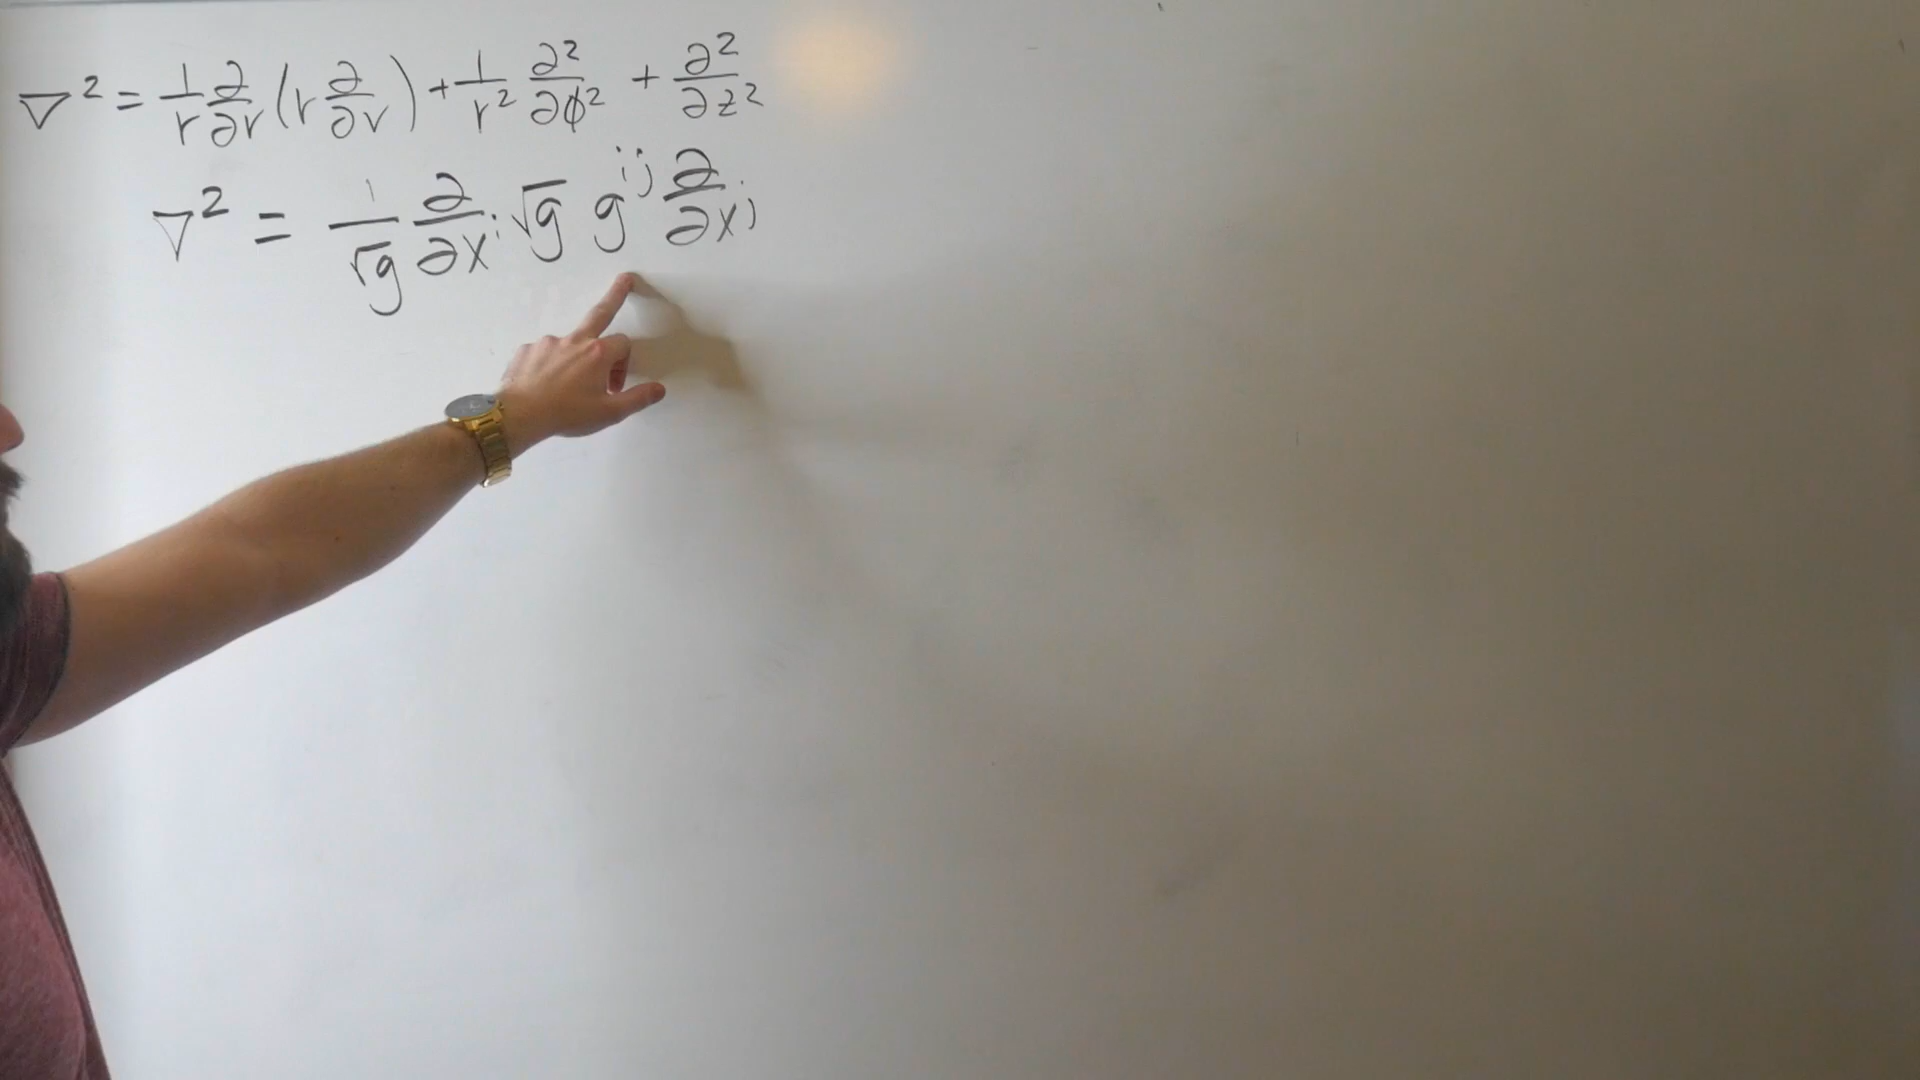 ∇² = 1/r ∂/∂r (r ∂/∂r) + 1/r² ∂²/∂φ² + ∂²/∂z²
∇² = 1/√g ∂/∂xⁱ √g gⁱʲ ∂/∂xʲ